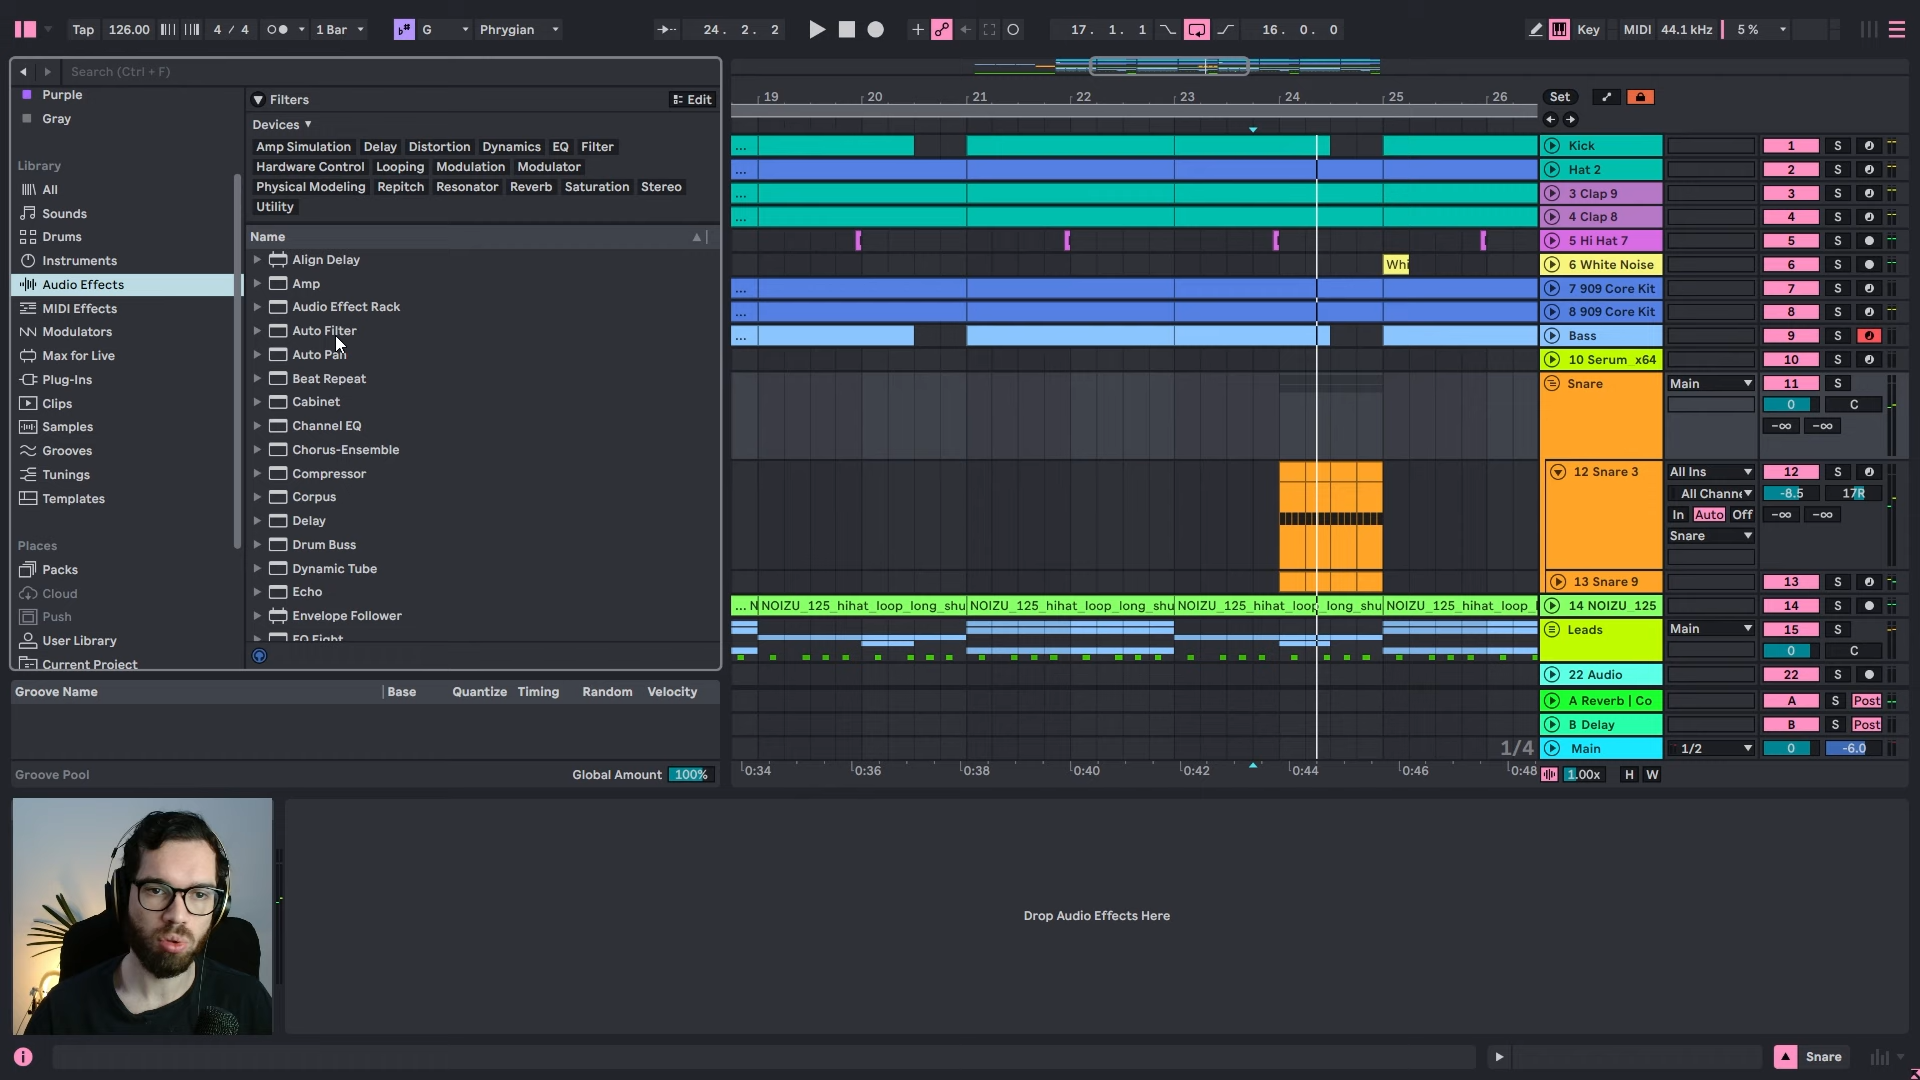 Tap 126.00 4 / 4 1 Bar G Phrygian 24. 2. 2 17. 1. 1 16. 0. 0 Key MIDI 44.1 kHz 5 %
Search (Ctrl + F)
Purple
Gray
Library
All
Sounds
Drums
Instruments
Audio Effects
MIDI Effects
Modulators
Max for Live
Plug-Ins
Clips
Samples
Grooves
Tunings
Templates
Places
Packs
Cloud
Push
User Library
Current Project
Filters Edit
Devices
Amp Simulation Delay Distortion Dynamics EQ Filter
Hardware Control Looping Modulation Modulator
Physical Modeling Repitch Resonator Reverb Saturation Stereo
Utility
Name
Align Delay
Amp
Audio Effect Rack
Auto Filter
Auto Pan
Beat Repeat
Cabinet
Channel EQ
Chorus-Ensemble
Compressor
Corpus
Delay
Drum Buss
Dynamic Tube
Echo
Envelope Follower
EQ Eight
Groove Name Base Quantize Timing Random Velocity
Groove Pool Global Amount 100%
19 20 21 22 23 24 25 26 Set
... Kick 1 S
... Hat 2 2 S
... 3 Clap 9 3 S
... 4 Clap 8 4 S
5 Hi Hat 7 5 S
Whi 6 White Noise 6 S
... 7 909 Core Kit 7 S
... 8 909 Core Kit 8 S
... Bass 9 S
10 Serum_x64 10 S
Snare Main 11 S
0 C
-∞ -∞
12 Snare 3 All Ins 12 S
All Channe -8.5 17R
In Auto Off -∞ -∞
Snare
13 Snare 9 13 S
... N NOIZU_125_hihat_loop_long_shu NOIZU_125_hihat_loop_long_shu NOIZU_125_hihat_loop_long_shu NOIZU_125_hihat_loop_long_shu NOIZU_125_hihat_loop_l 14 NOIZU_125 14 S
Leads Main 15 S
0 C
22 Audio 22 S
A Reverb | Co A S Post
B Delay B S Post
1/4 Main 1/2 0 -6.0
0:34 0:36 0:38 0:40 0:42 0:44 0:46 0:48 1.00x H W
Drop Audio Effects Here
Snare